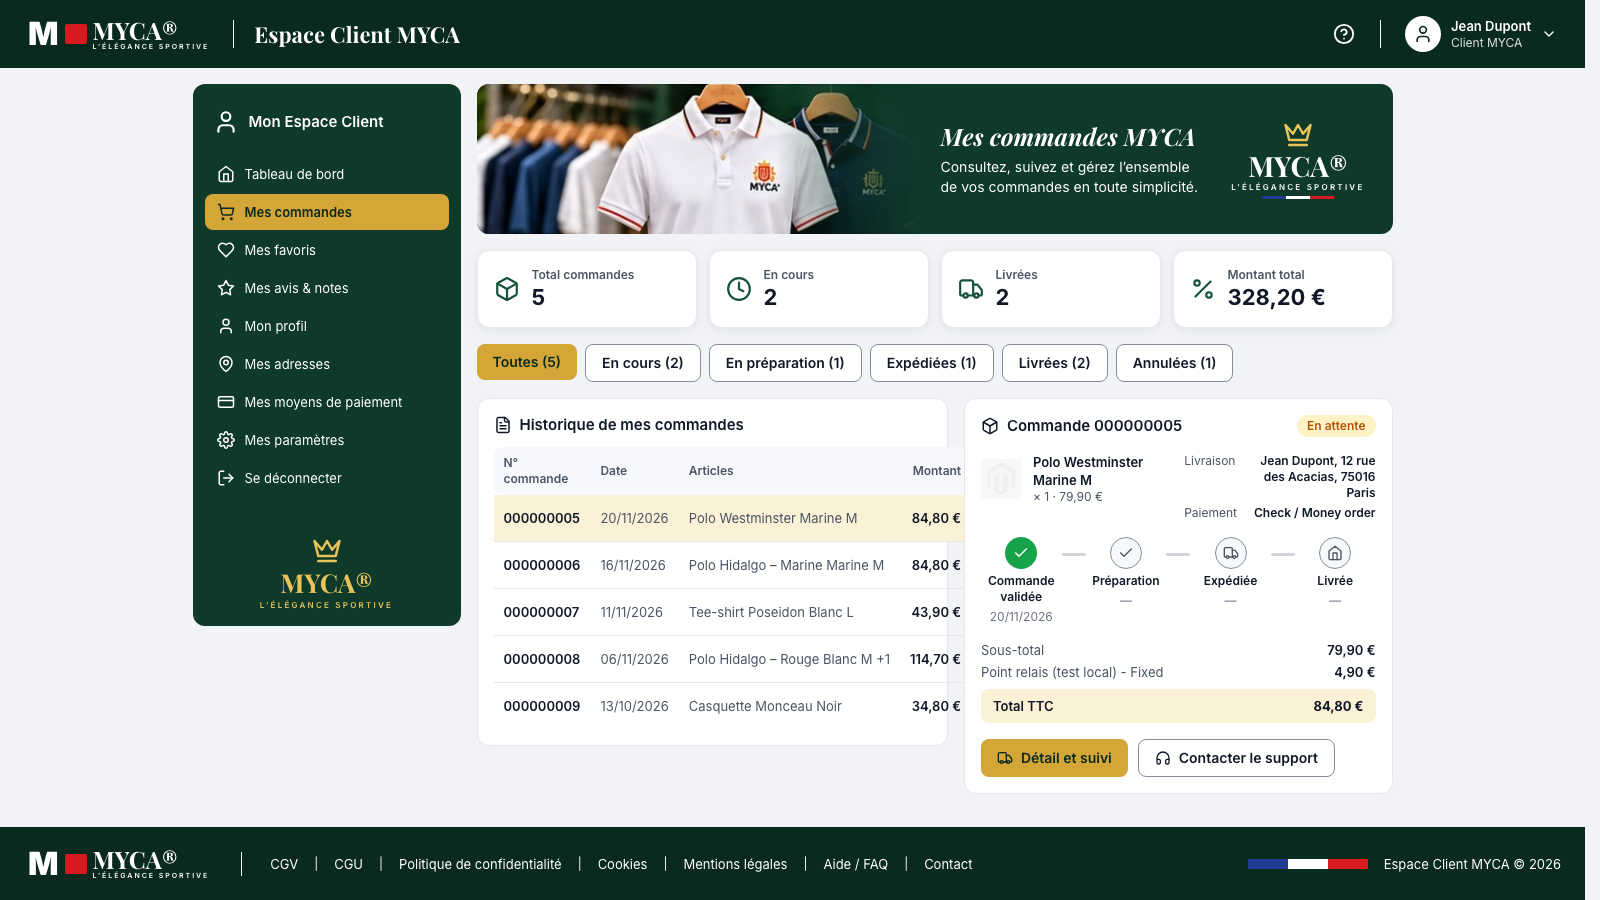 M MYCA®
L'ÉLÉGANCE SPORTIVE
Espace Client MYCA
Jean Dupont
Client MYCA
Mon Espace Client
Tableau de bord
Mes commandes
Mes favoris
Mes avis & notes
Mon profil
Mes adresses
Mes moyens de paiement
Mes paramètres
Se déconnecter
MYCA®
L'ÉLÉGANCE SPORTIVE
MYCA
MYCA
Mes commandes MYCA
Consultez, suivez et gérez l'ensemble
de vos commandes en toute simplicité.
MYCA®
L'ÉLÉGANCE SPORTIVE
Total commandes
5
En cours
2
Livrées
2
Montant total
328,20 €
Toutes (5)
En cours (2)
En préparation (1)
Expédiées (1)
Livrées (2)
Annulées (1)
Historique de mes commandes
N° commande Date Articles Montant
000000005 20/11/2026 Polo Westminster Marine M 84,80 €
000000006 16/11/2026 Polo Hidalgo – Marine Marine M 84,80 €
000000007 11/11/2026 Tee-shirt Poseidon Blanc L 43,90 €
000000008 06/11/2026 Polo Hidalgo – Rouge Blanc M +1 114,70 €
000000009 13/10/2026 Casquette Monceau Noir 34,80 €
Commande 000000005
En attente
Polo Westminster
Marine M
× 1 · 79,90 €
Livraison
Jean Dupont, 12 rue
des Acacias, 75016
Paris
Paiement
Check / Money order
Commande
validée
20/11/2026
Préparation
—
Expédiée
—
Livrée
—
Sous-total 79,90 €
Point relais (test local) - Fixed 4,90 €
Total TTC 84,80 €
Détail et suivi
Contacter le support
M MYCA®
L'ÉLÉGANCE SPORTIVE
CGV | CGU | Politique de confidentialité | Cookies | Mentions légales | Aide / FAQ | Contact
Espace Client MYCA © 2026